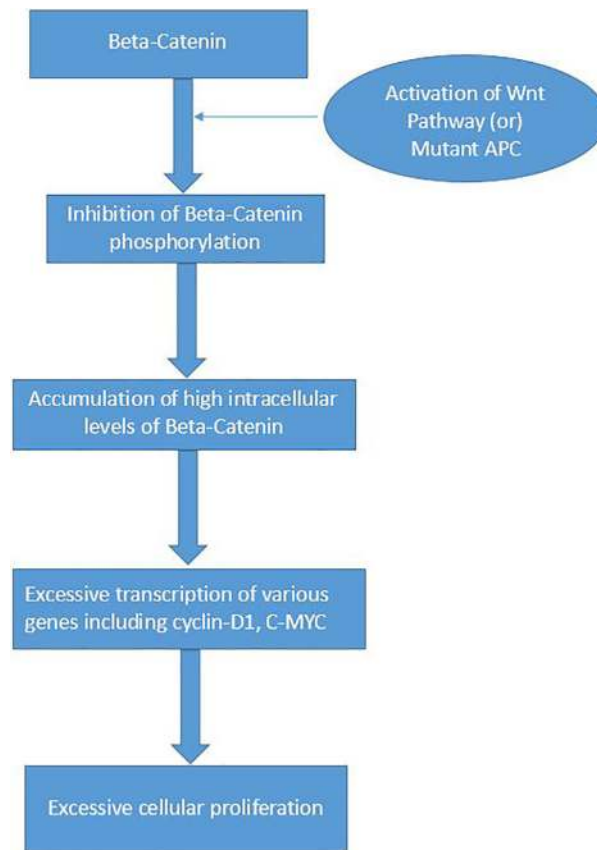 Beta-Catenin
Activation of Wnt
Pathway (or)
Mutant APC
Inhibition of Beta-Catenin
phosphorylation
Accumulation of high intracellular
levels of Beta-Catenin
Excessive transcription of various
genes including cyclin-D1, C-MYC
Excessive cellular proliferation